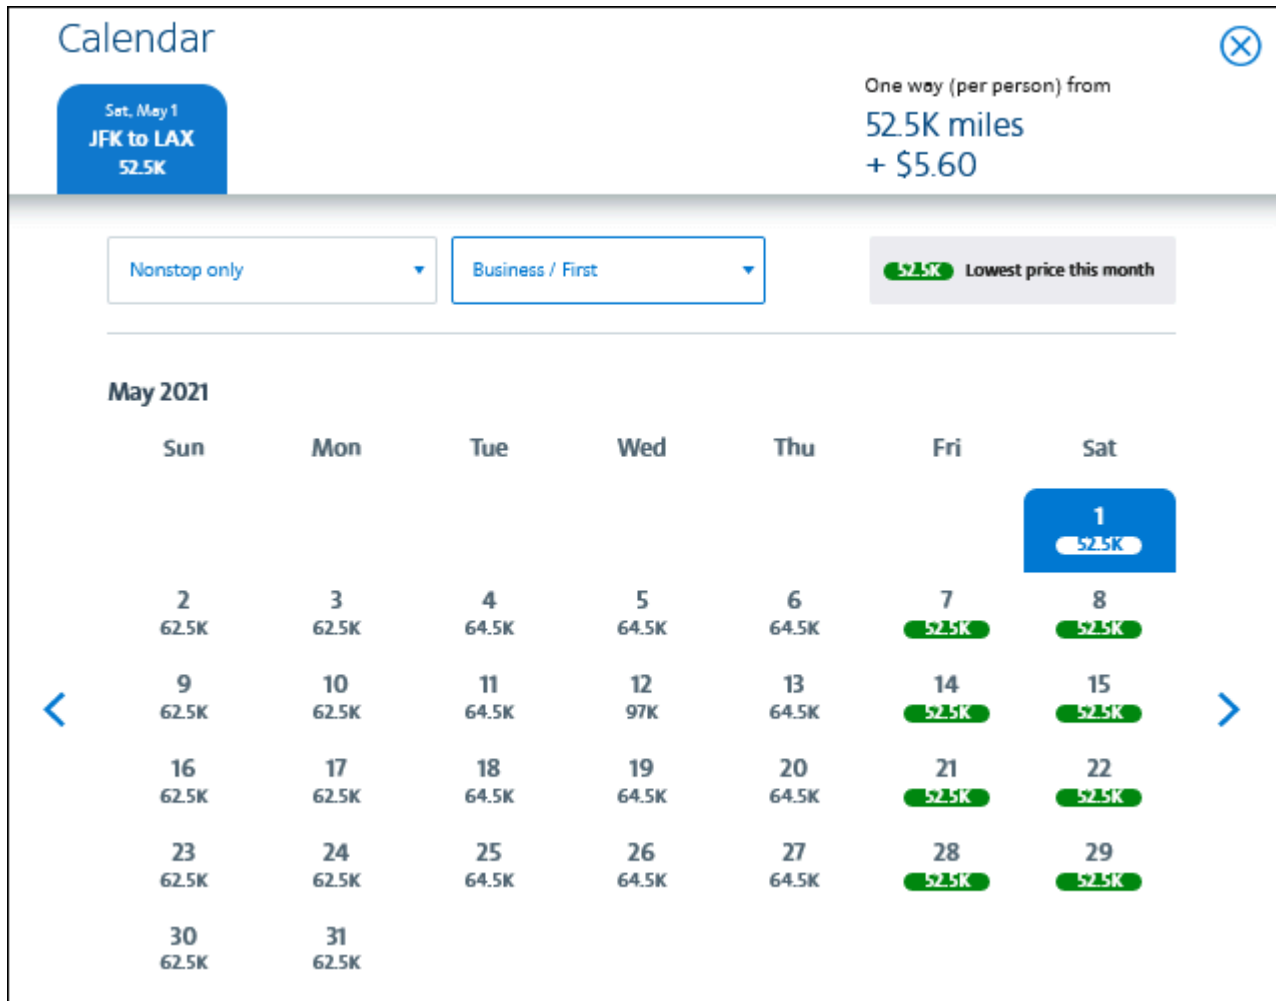 Calendar
Sat, May 1
JFK to LAX
52.5K
One way (per person) from
52.5K miles
+ $5.60
Nonstop only
Business / First
52.5K Lowest price this month
May 2021
Sun Mon Tue Wed Thu Fri Sat
1
52.5K
2 3 4 5 6 7 8
62.5K 62.5K 64.5K 64.5K 64.5K 52.5K 52.5K
9 10 11 12 13 14 15
62.5K 62.5K 64.5K 97K 64.5K 52.5K 52.5K
16 17 18 19 20 21 22
62.5K 62.5K 64.5K 64.5K 64.5K 52.5K 52.5K
23 24 25 26 27 28 29
62.5K 62.5K 64.5K 64.5K 64.5K 52.5K 52.5K
30 31
62.5K 62.5K